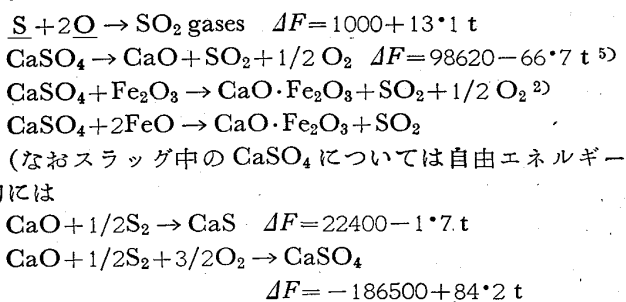 S+2O→SO₂ gases ΔF=1000+13·1 t
CaSO₄→CaO+SO₂+1/2 O₂ ΔF=98620−66·7 t ⁵⁾
CaSO₄+Fe₂O₃→CaO·Fe₂O₃+SO₂+1/2 O₂ ²⁾
CaSO₄+2FeO→CaO·Fe₂O₃+SO₂
(なおスラッグ中の CaSO₄ については自由エネルギー
には
CaO+1/2S₂→CaS ΔF=22400−1·7. t
CaO+1/2S₂+3/2O₂→CaSO₄
ΔF=−186500+84·2 t